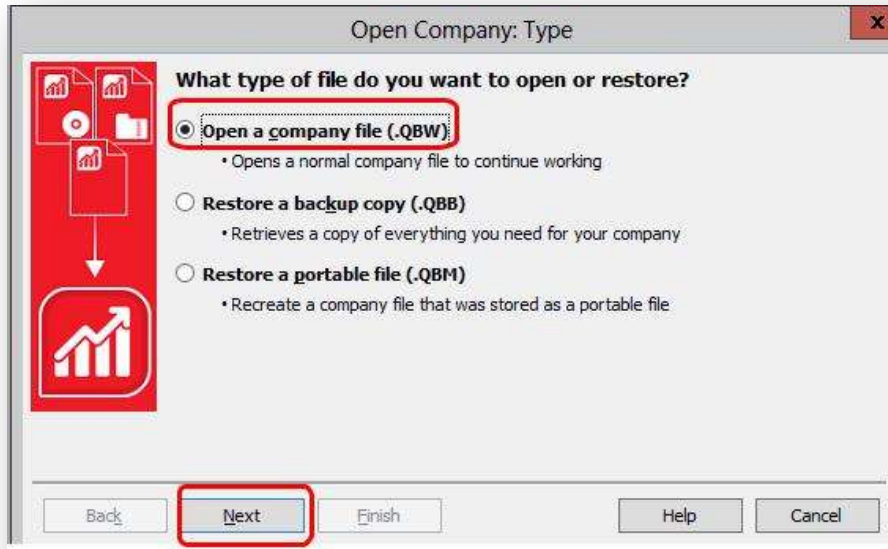 Open Company: Type
x
What type of file do you want to open or restore?
Open a company file (.QBW)
• Opens a normal company file to continue working
Restore a backup copy (.QBB)
• Retrieves a copy of everything you need for your company
Restore a portable file (.QBM)
• Recreate a company file that was stored as a portable file
Back Next Finish Help Cancel